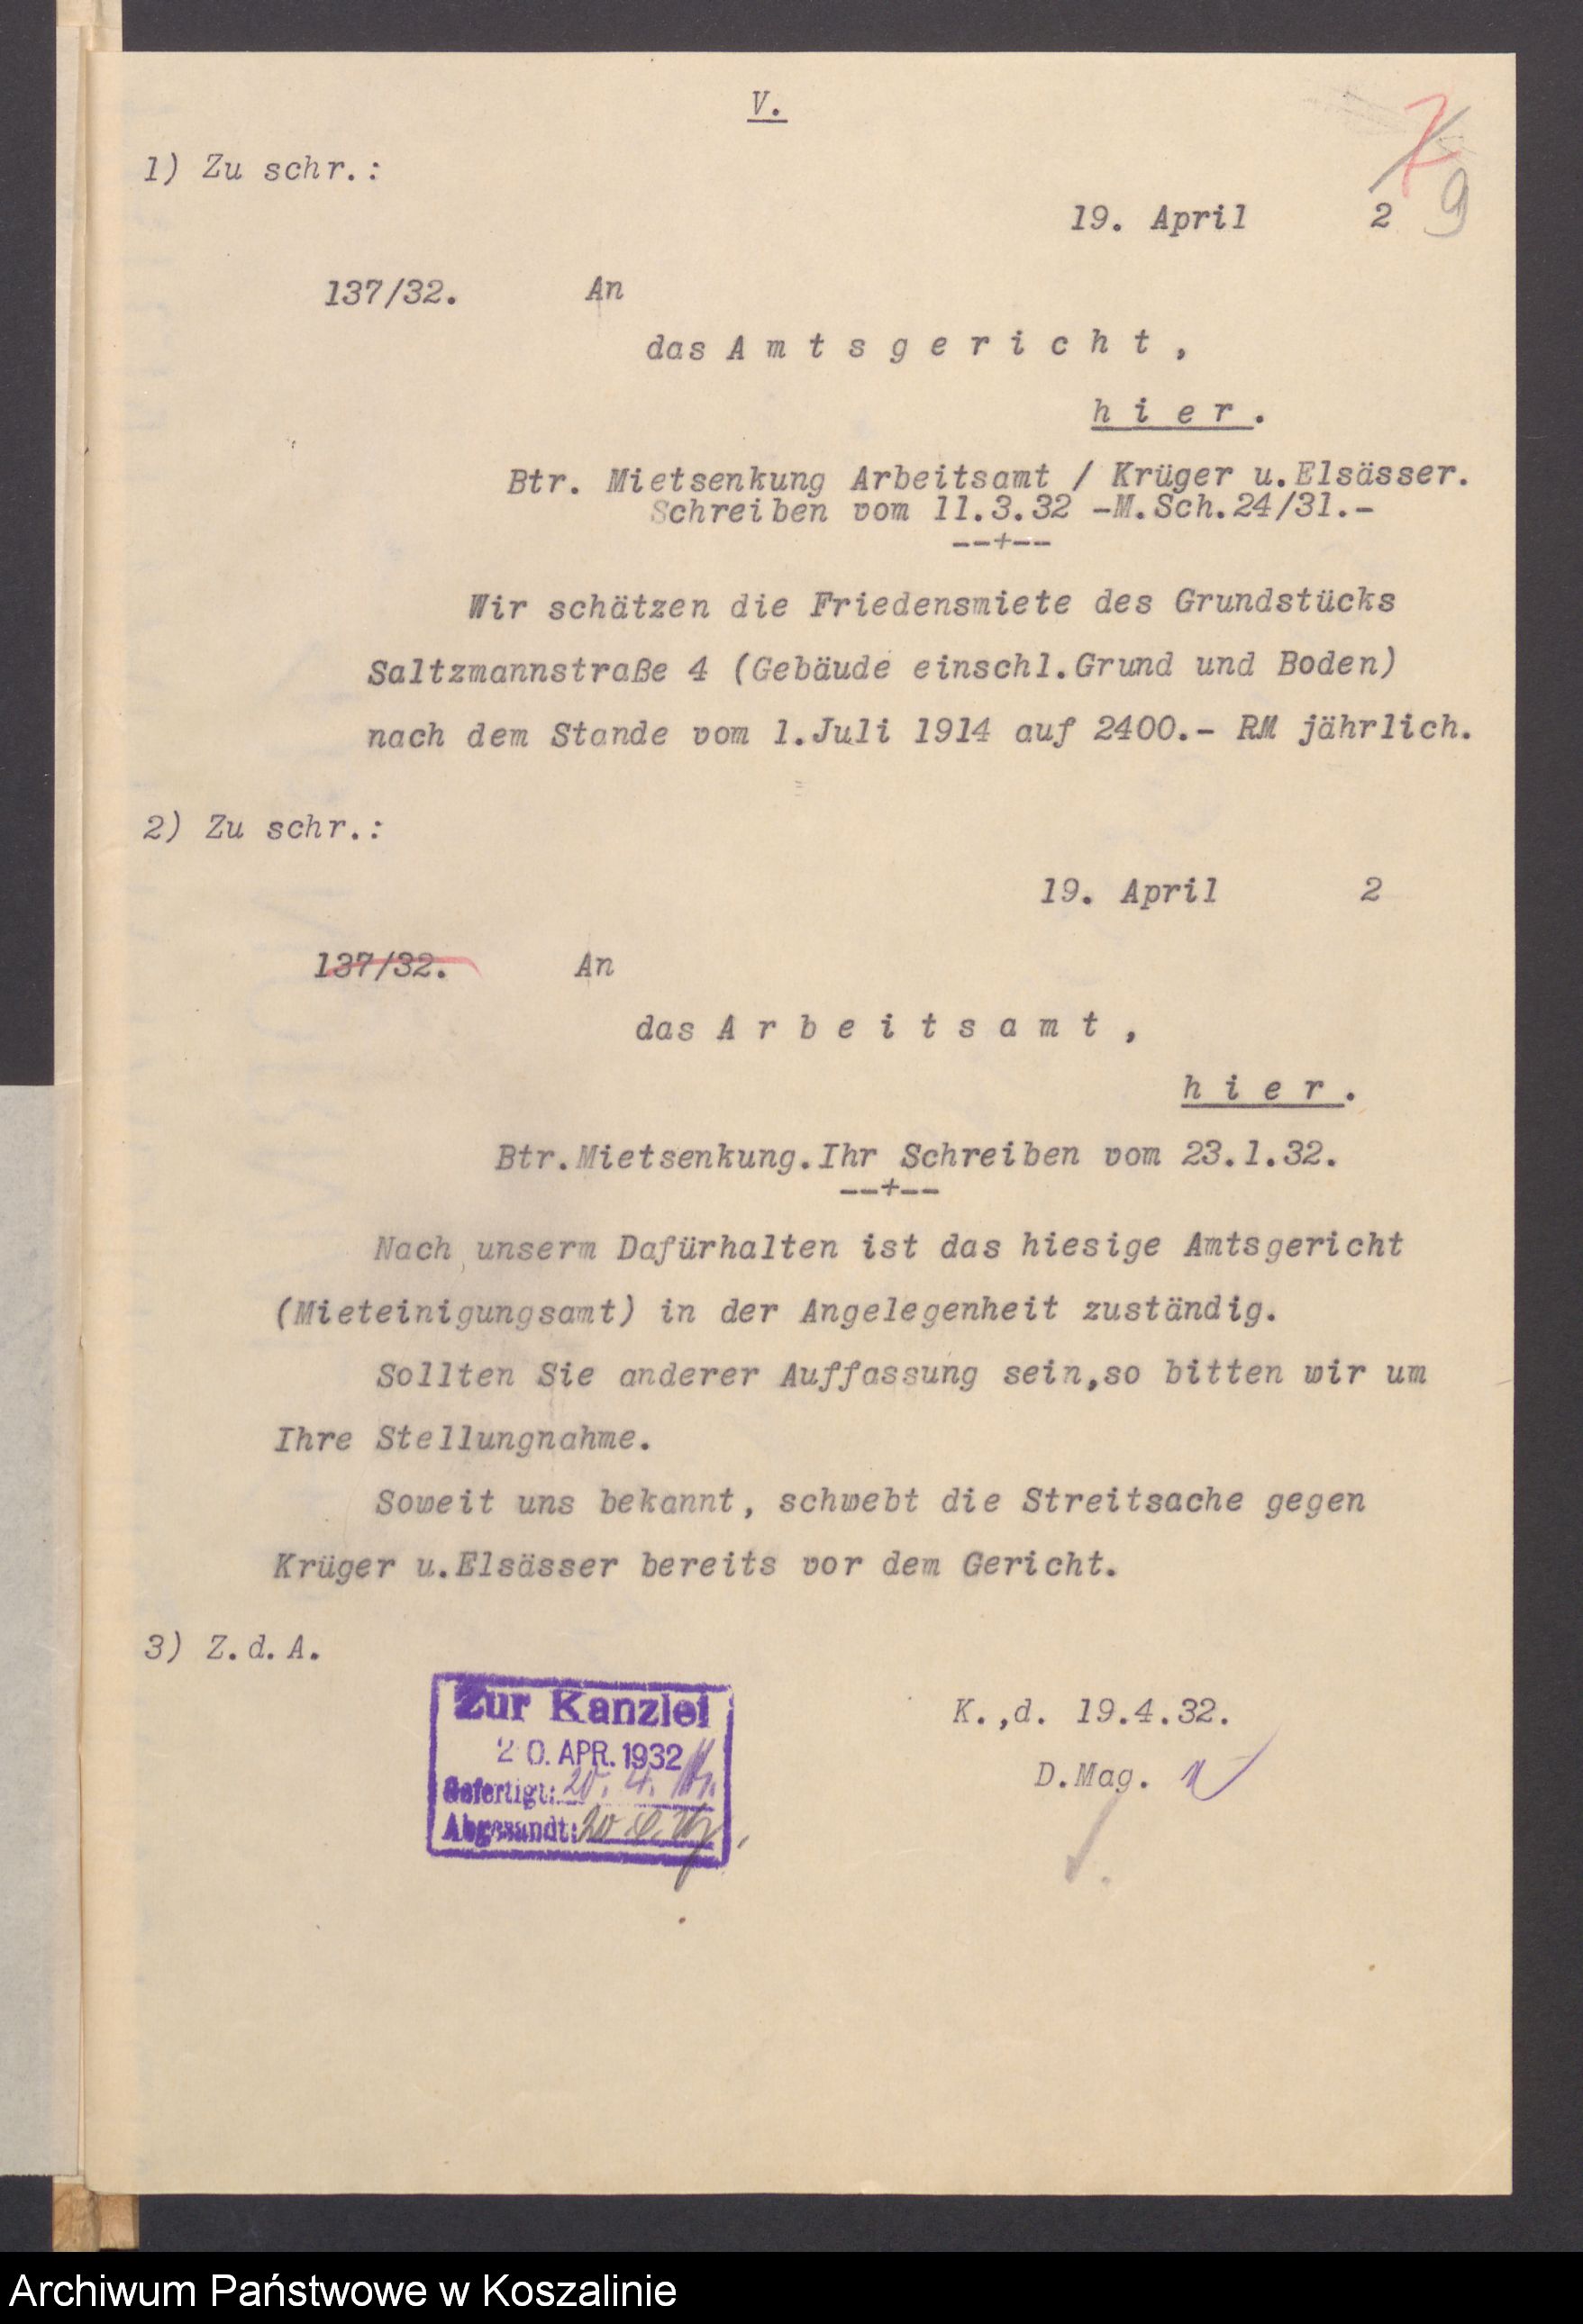 V.
1) Zu schr.:
7
9
19. April 2
137/32. An
das A m t s g e r i c h t ,
h i e r .
Btr. Mietsenkung Arbeitsamt / Krüger u.Elsässer.
Schreiben vom 11.3.32 -M.Sch.24/31.-
--+--
Wir schätzen die Friedensmiete des Grundstücks
Saltzmannstraße 4 (Gebäude einschl.Grund und Boden)
nach dem Stande vom 1.Juli 1914 auf 2400.- RM jährlich.
2) Zu schr.:
19. April 2
137/32. An
das A r b e i t s a m t ,
h i e r .
Btr.Mietsenkung.Ihr Schreiben vom 23.1.32.
--+--
Nach unserm Dafürhalten ist das hiesige Amtsgericht
(Mieteinigungsamt) in der Angelegenheit zuständig.
Sollten Sie anderer Auffassung sein,so bitten wir um
Ihre Stellungnahme.
Soweit uns bekannt, schwebt die Streitsache gegen
Krüger u.Elsässer bereits vor dem Gericht.
3) Z.d.A.
Zur Kanzlei
20. APR. 1932
Gefertigt: 20. 4.
Abgesandt: 20
K.,d. 19.4.32.
D.Mag.
Archiwum Państwowe w Koszalinie